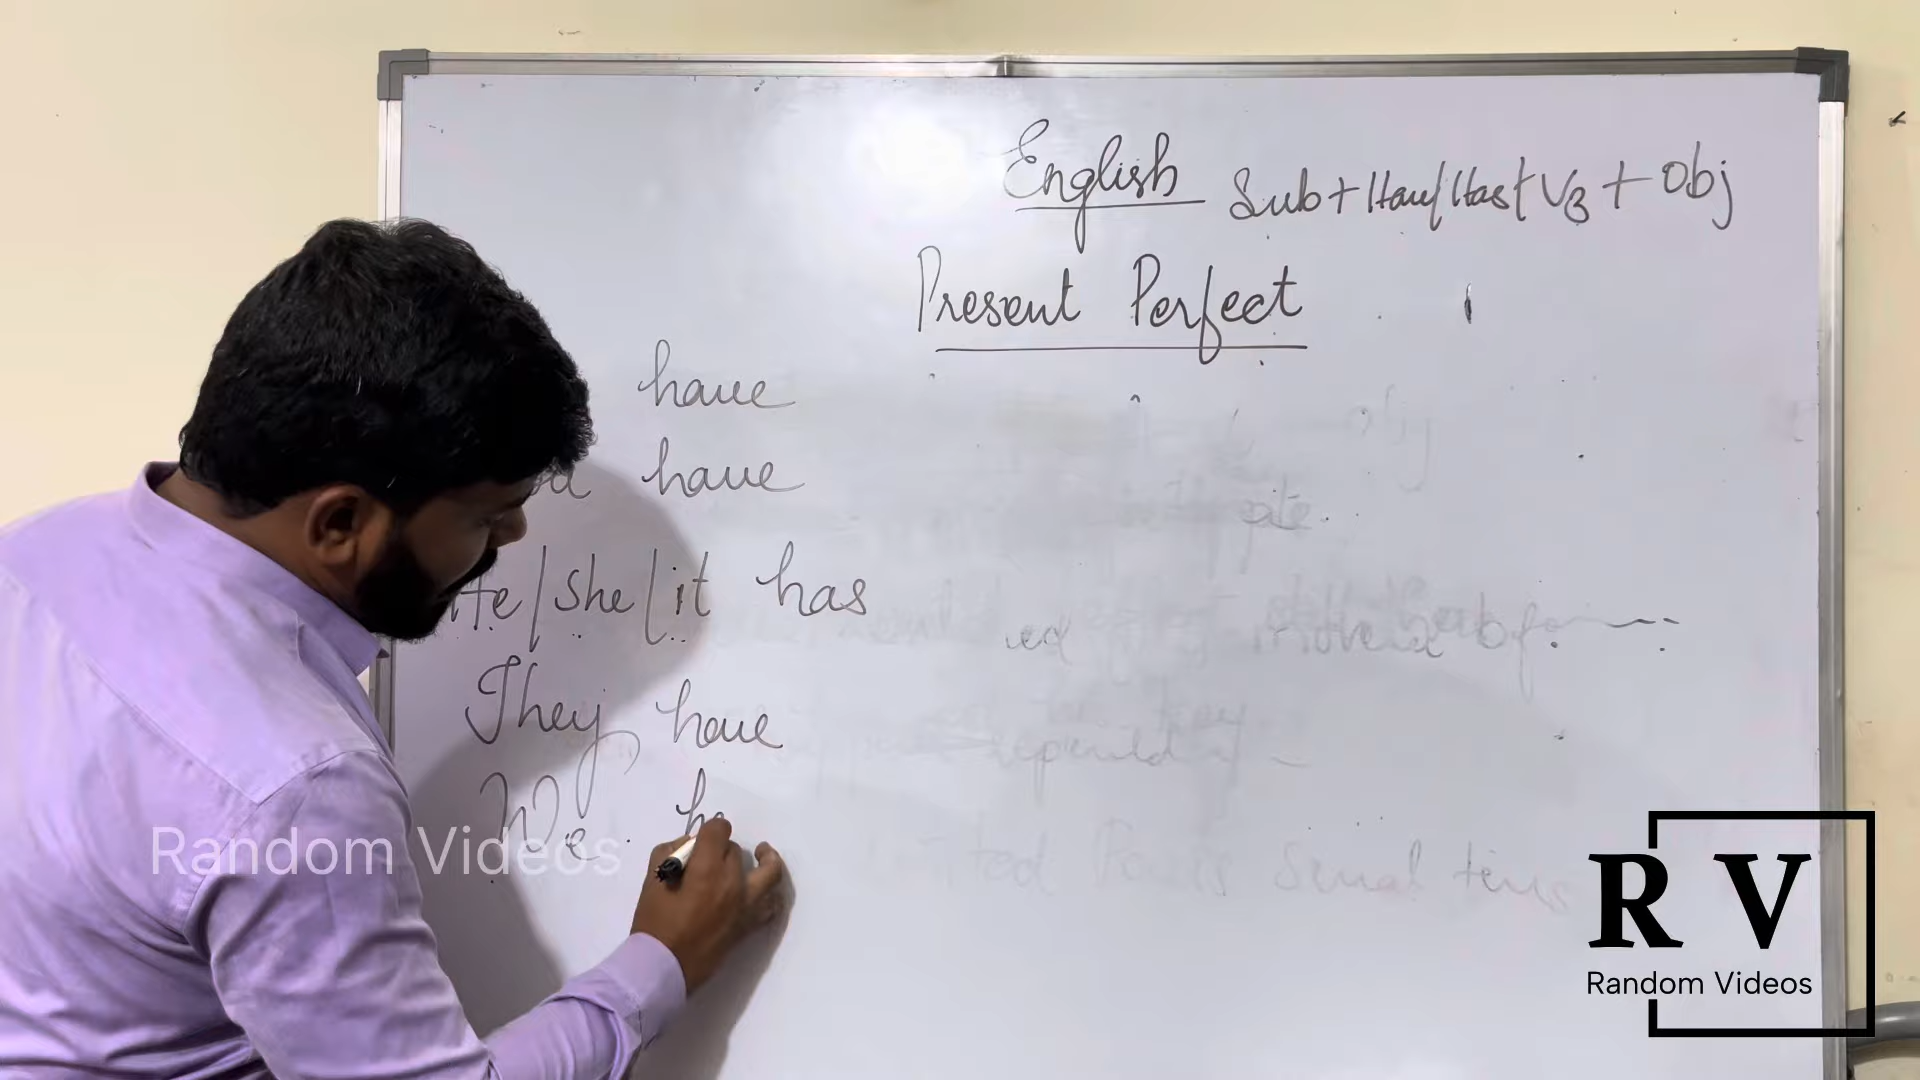 English Sub + Have/Has + V3 + Obj
Present Perfect
have
have
He/She/it has
They have
We
Random Videos
RV
Random Videos